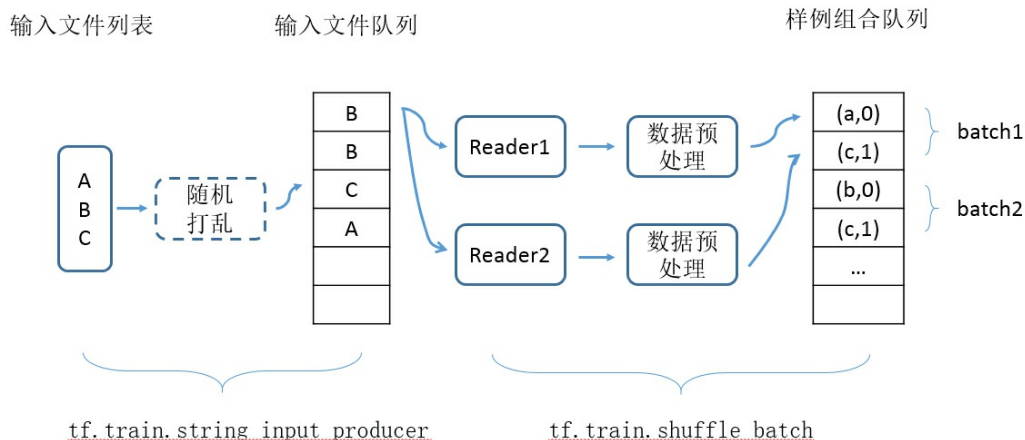 输入文件列表
输入文件队列
样例组合队列
A
B
C
随机
打乱
B
B
C
A
Reader1
数据预
处理
Reader2
数据预
处理
(a,0)
(c,1)
(b,0)
(c,1)
...
batch1
batch2
tf.train.string_input_producer
tf.train.shuffle_batch